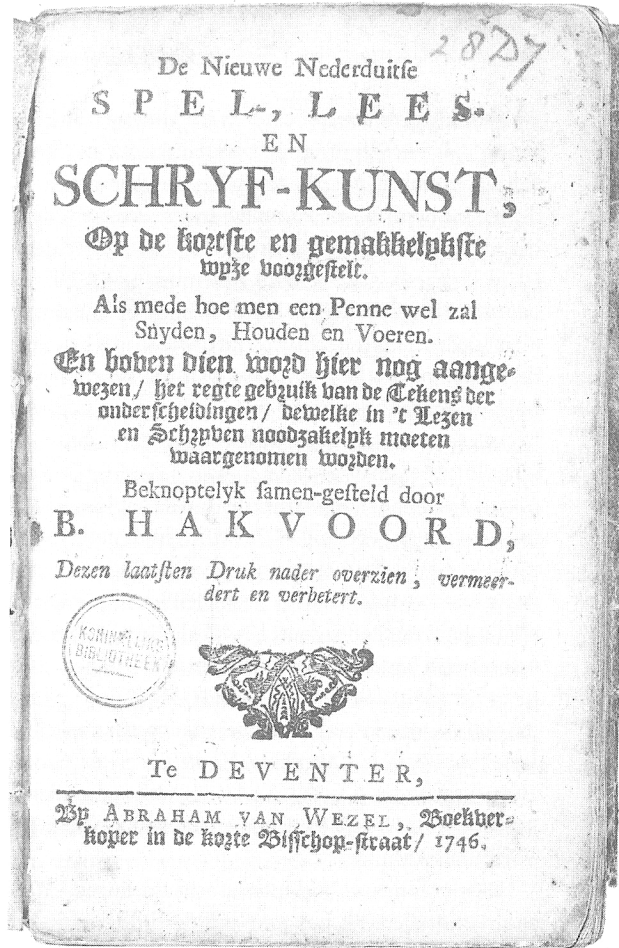 28D7
De Nieuwe Nederduitſe
SPEL-, LEES-
EN
SCHRYF-KUNST,
Op de kortſte en gemakkelykſte
wyze voorgeſtelt.
Als mede hoe men een Penne wel zal
Snyden, Houden en Voeren.
En boven dien word hier nog aange-
wezen/ het regte gebruik van de Tekens der
onderſcheidingen/ dewelke in 't Lezen
en Schryven noodzakelyk moeten
waargenomen worden.
Beknoptelyk ſamen-geſteld door
B. HAKVOORD,
Dezen laatſten Druk nader overzien, vermeer-
dert en verbetert.
KONINKLIJKE
BIBLIOTHEEK
Te DEVENTER,
By ABRAHAM VAN WEZEL, Boekver-
koper in de korte Biſſchop-ſtraat/ 1746.